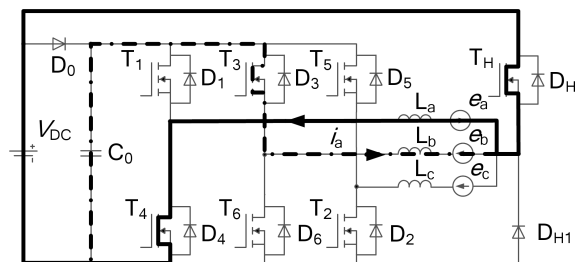 T1 T3 T5 TH
D0 D1 D3 D5 DH
La ea
VDC C0 ia Lb eb
Lc ec
T4 T6 T2
D4 D6 D2 DH1